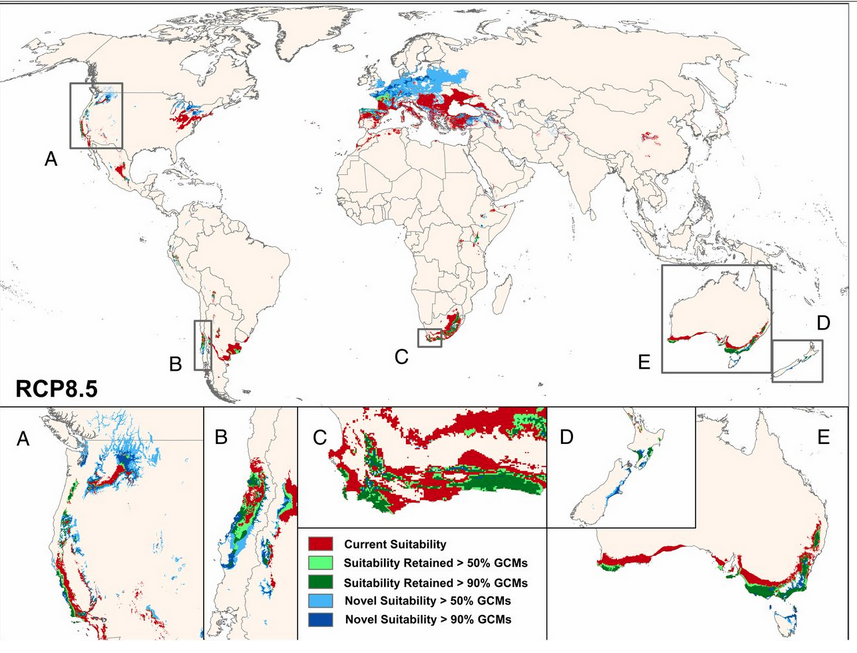 A
B
C
D
E
RCP8.5
A
B
C
D
E
Current Suitability
Suitability Retained > 50% GCMs
Suitability Retained > 90% GCMs
Novel Suitability > 50% GCMs
Novel Suitability > 90% GCMs